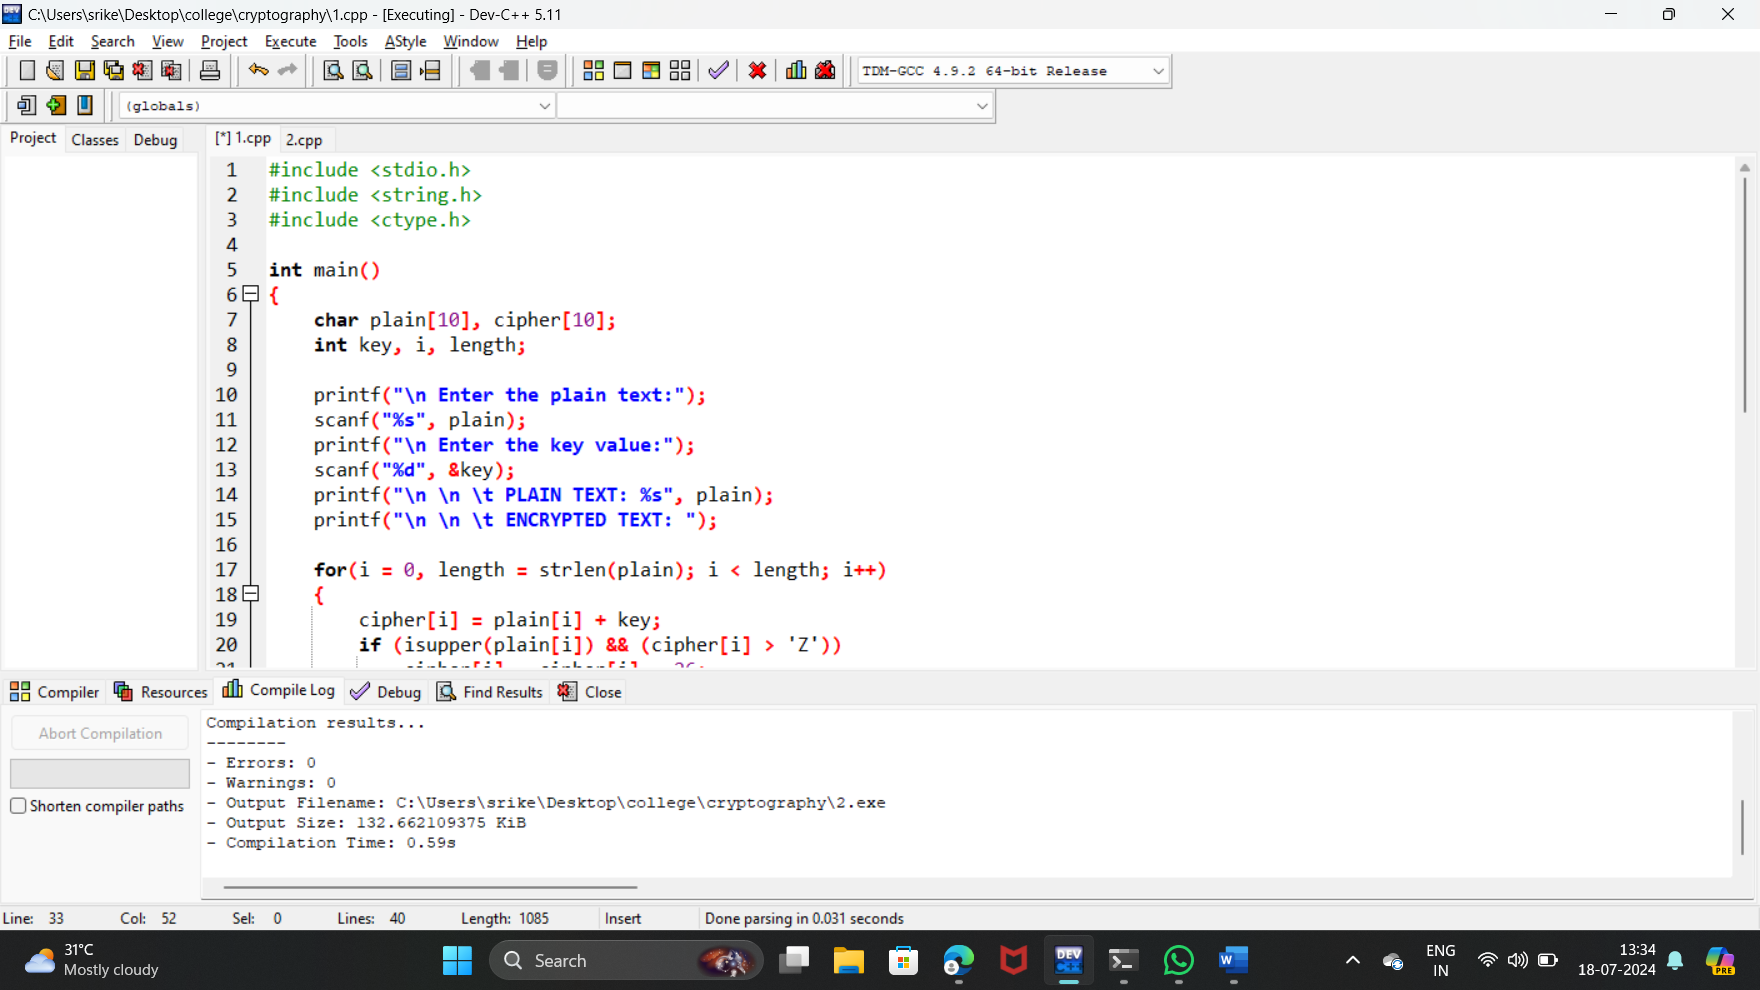 C:\Users\srike\Desktop\college\cryptography\1.cpp - [Executing] - Dev-C++ 5.11
File Edit Search View Project Execute Tools AStyle Window Help
TDM-GCC 4.9.2 64-bit Release
(globals)
Project Classes Debug [*] 1.cpp 2.cpp
1 #include <stdio.h>
2 #include <string.h>
3 #include <ctype.h>
4
5 int main()
6 {
7 char plain[10], cipher[10];
8 int key, i, length;
9
10 printf("\n Enter the plain text:");
11 scanf("%s", plain);
12 printf("\n Enter the key value:");
13 scanf("%d", &key);
14 printf("\n \n \t PLAIN TEXT: %s", plain);
15 printf("\n \n \t ENCRYPTED TEXT: ");
16
17 for(i = 0, length = strlen(plain); i < length; i++)
18 {
19 cipher[i] = plain[i] + key;
20 if (isupper(plain[i]) && (cipher[i] > 'Z'))
Compiler Resources Compile Log Debug Find Results Close
Abort Compilation
Shorten compiler paths
Compilation results...
--------
- Errors: 0
- Warnings: 0
- Output Filename: C:\Users\srike\Desktop\college\cryptography\2.exe
- Output Size: 132.662109375 KiB
- Compilation Time: 0.59s
Line: 33 Col: 52 Sel: 0 Lines: 40 Length: 1085 Insert Done parsing in 0.031 seconds
31°C
Mostly cloudy
Search
DEV
C++
W
ENG
IN
13:34
18-07-2024
PRE